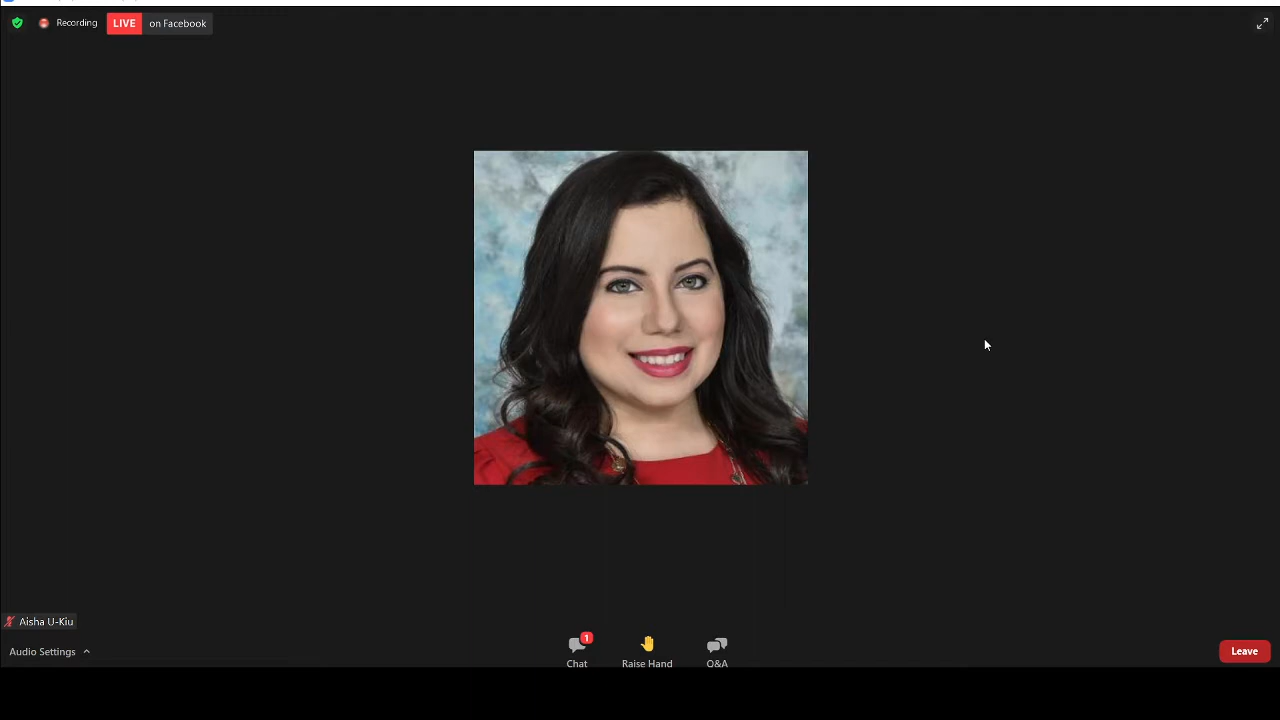 Recording
LIVE
on Facebook
Aisha U-Kiu
Audio Settings
1
Chat
Raise Hand
Q&A
Leave